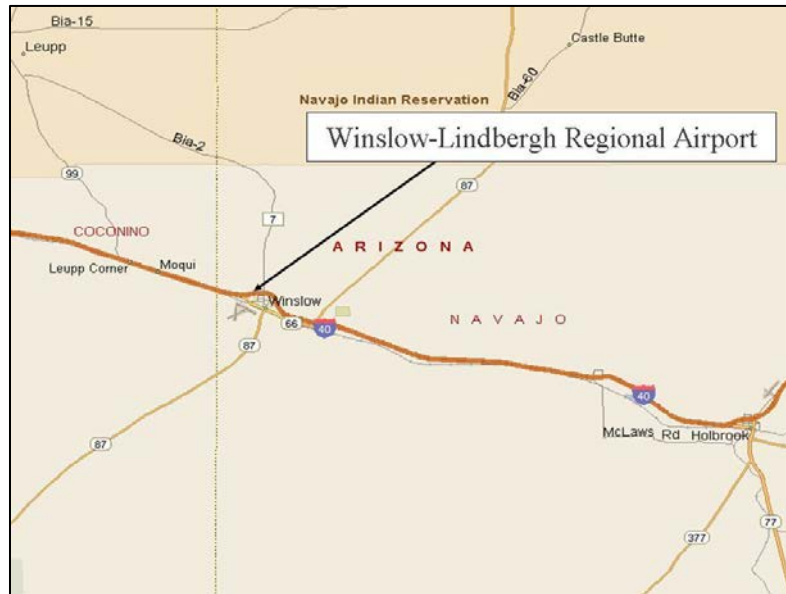 Bia-15
Leupp
Castle Butte
Bia-60
Navajo Indian Reservation
Winslow-Lindbergh Regional Airport
Bia-2
99
87
7
COCONINO
ARIZONA
Leupp Corner
Moqui
Winslow
NAVAJO
66
40
87
40
McLaws Rd
Holbrook
87
77
377